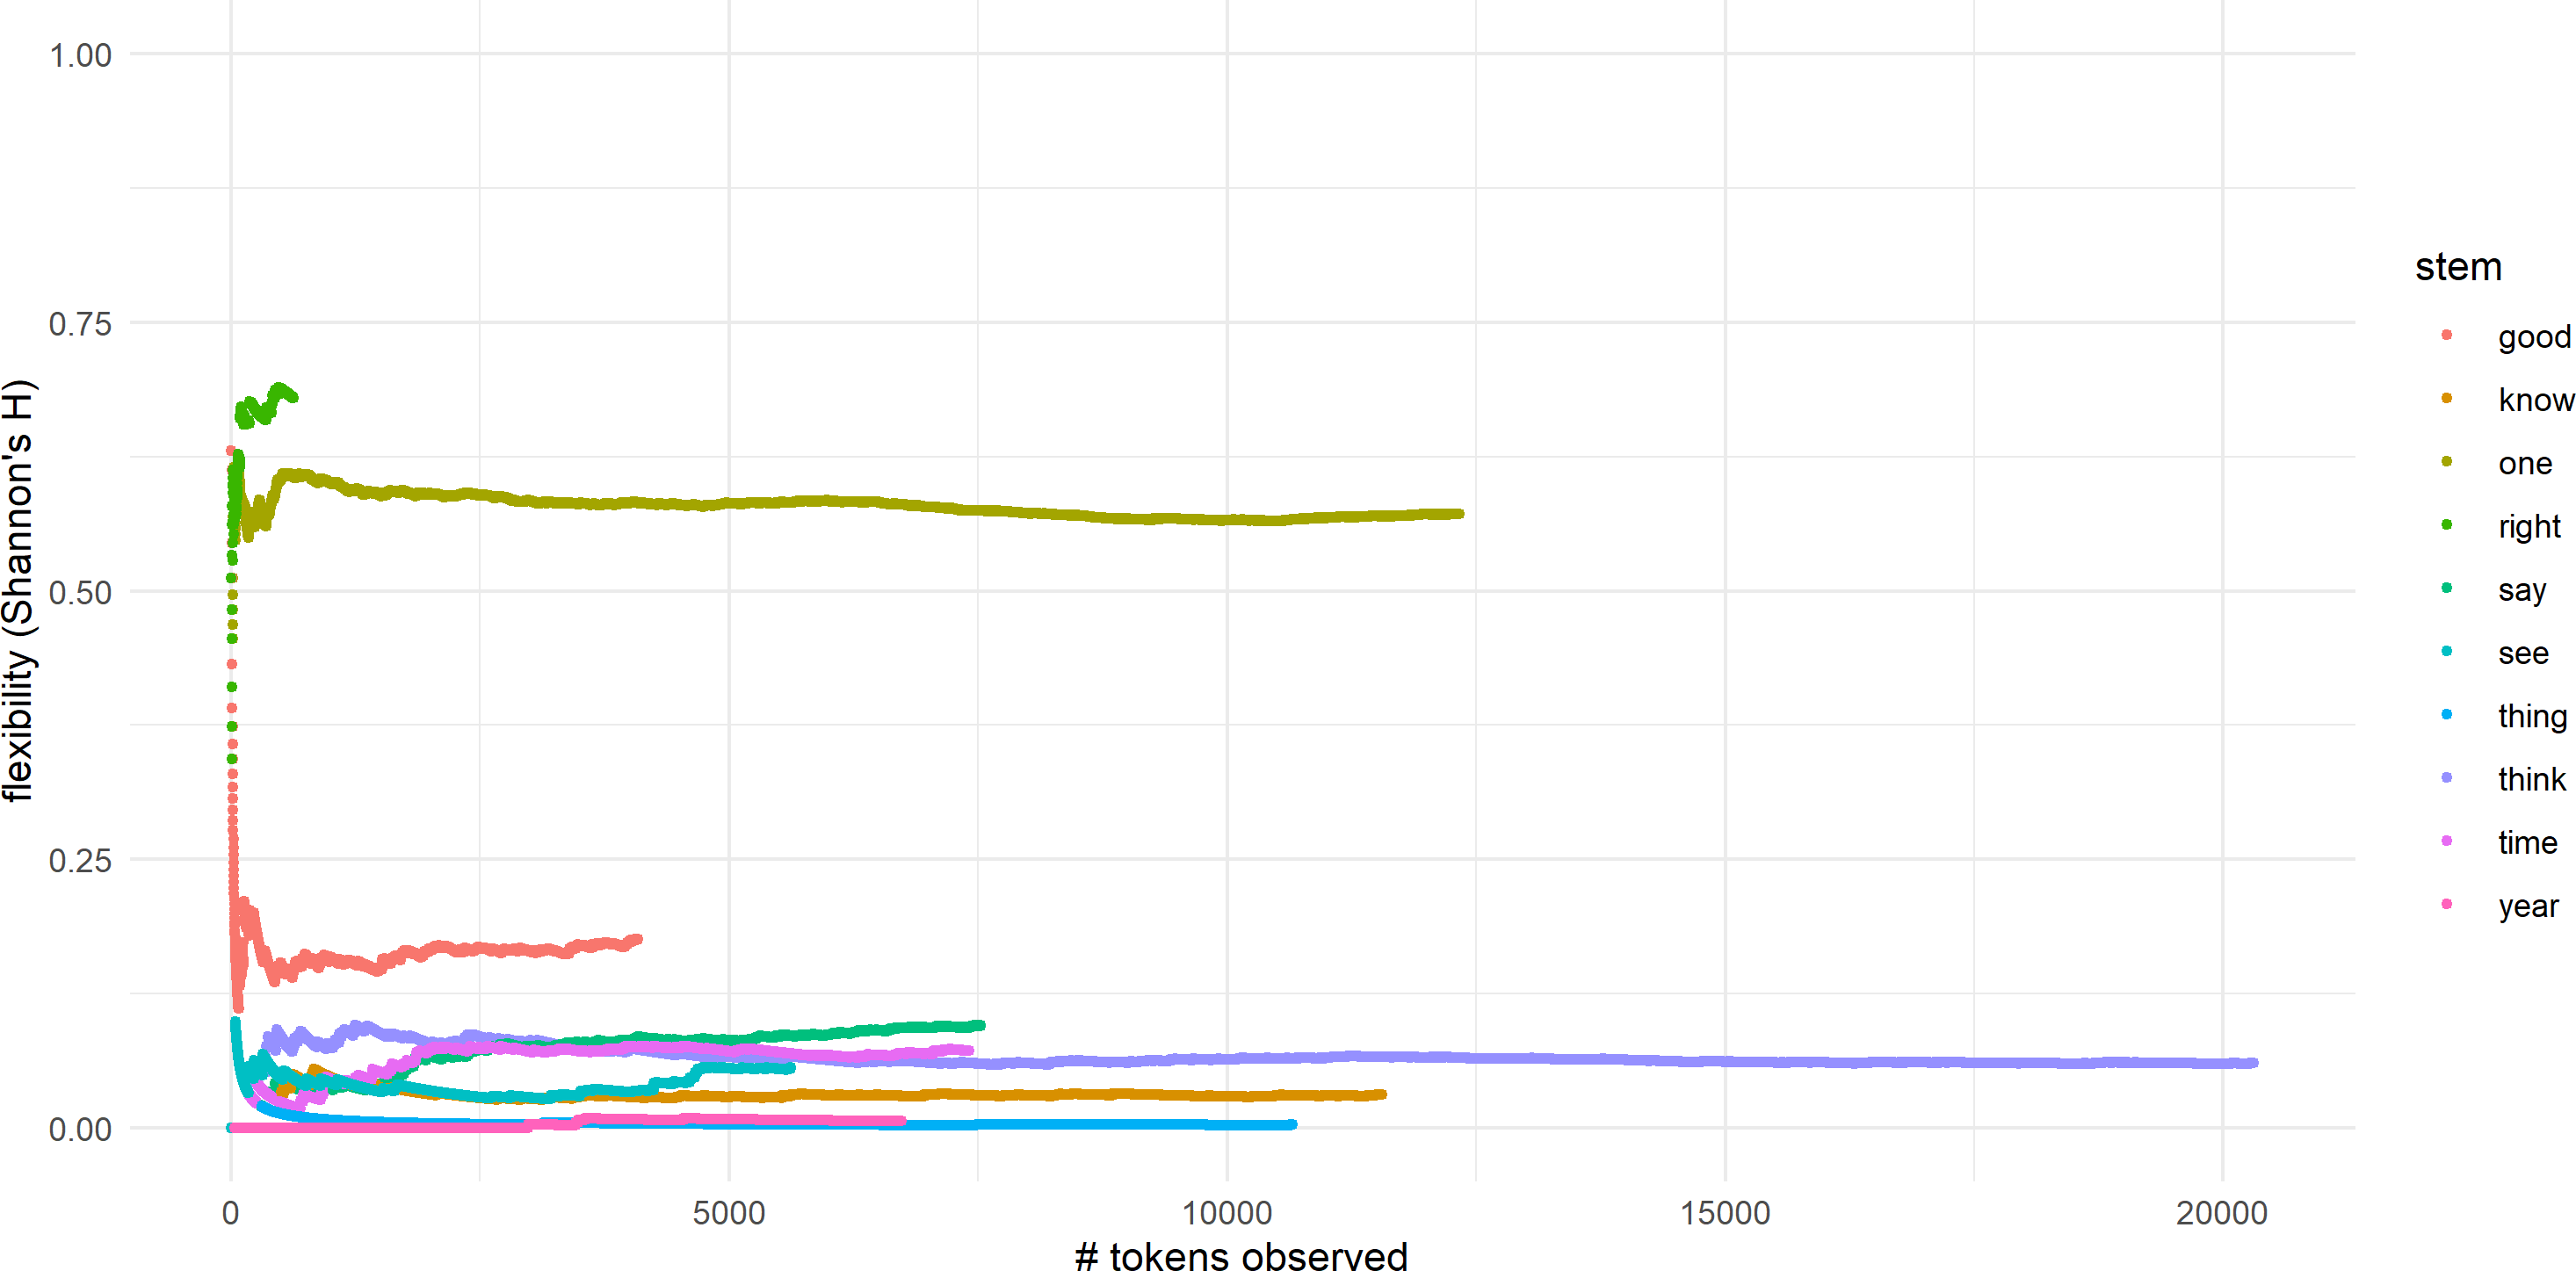 1.00
0.75
0.50
0.25
0.00
flexibility (Shannon's H)
0 5000 10000 15000 20000
# tokens observed
stem
good
know
one
right
say
see
thing
think
time
year